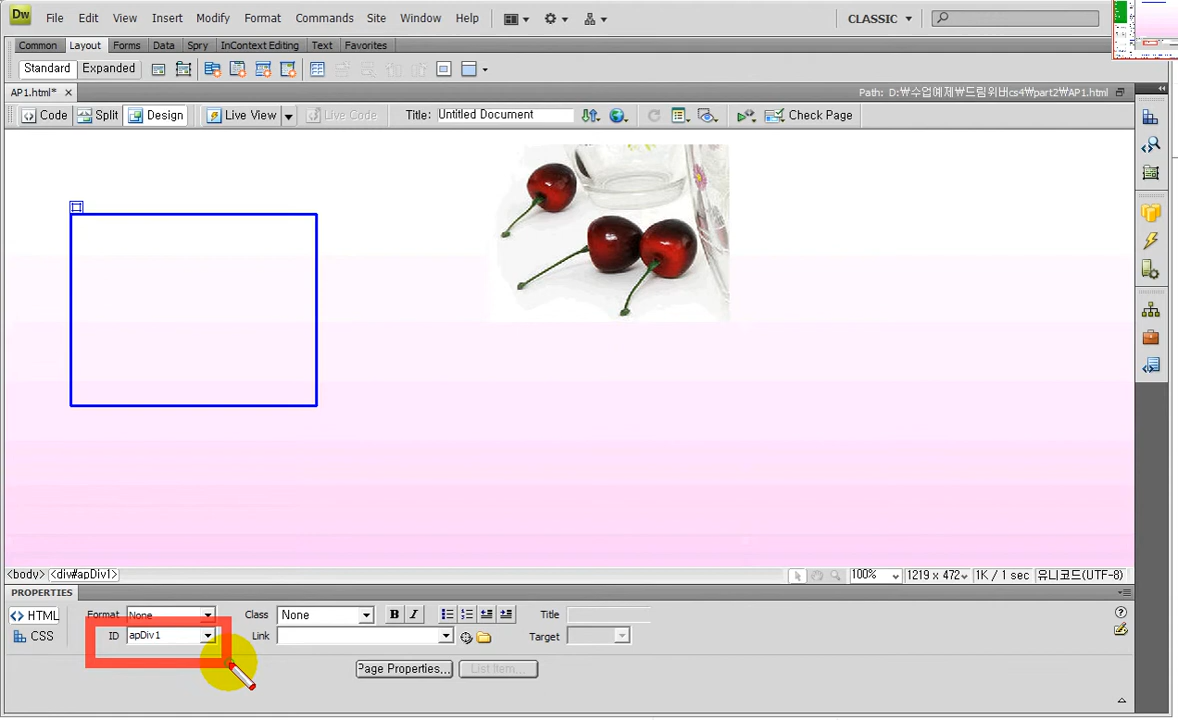 Dw File Edit View Insert Modify Format Commands Site Window Help CLASSIC
Common Layout Forms Data Spry InContext Editing Text Favorites
Standard Expanded
AP1.html* Path: D:₩수업예제₩드림위버cs4₩part2₩AP1.html
Code Split Design Live View Live Code Title: Untitled Document Check Page
<body> <div#apDiv1> 100% 1219 x 472 1K / 1 sec 유니코드(UTF-8)
PROPERTIES
<> HTML Format None Class None B I Title
CSS ID apDiv1 Link Target
Page Properties... List Item...